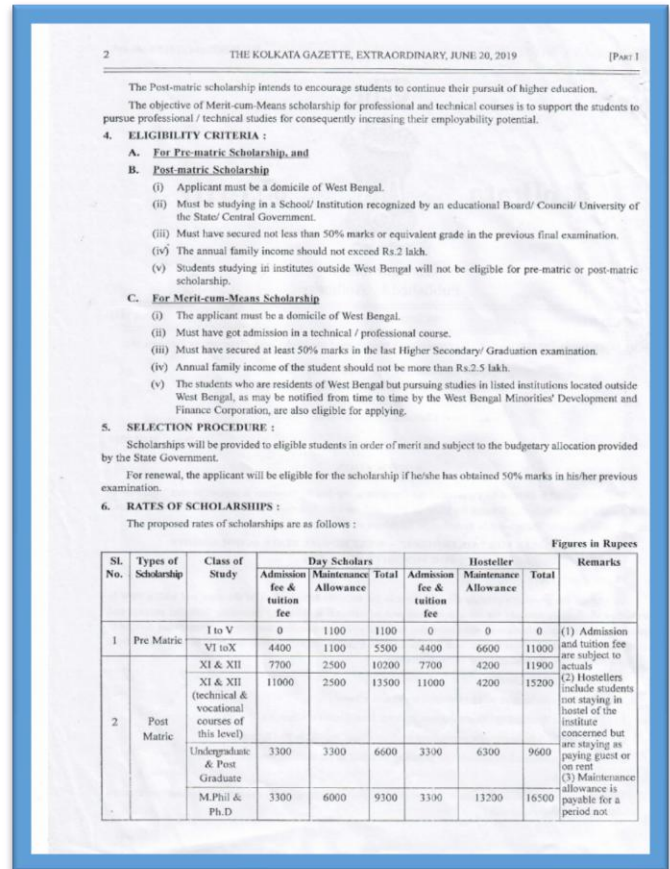 2 THE KOLKATA GAZETTE, EXTRAORDINARY, JUNE 20, 2019 [PART I
The Post-matric scholarship intends to encourage students to continue their pursuit of higher education.
The objective of Merit-cum-Means scholarship for professional and technical courses is to support the students to
pursue professional / technical studies for consequently increasing their employability potential.
4. ELIGIBILITY CRITERIA :
A. For Pre-matric Scholarship, and
B. Post-matric Scholarship
(i) Applicant must be a domicile of West Bengal.
(ii) Must be studying in a School/ Institution recognized by an educational Board/ Council/ University of
the State/ Central Government.
(iii) Must have secured not less than 50% marks or equivalent grade in the previous final examination.
(iv) The annual family income should not exceed Rs.2 lakh.
(v) Students studying in institutes outside West Bengal will not be eligible for pre-matric or post-matric
scholarship.
C. For Merit-cum-Means Scholarship
(i) The applicant must be a domicile of West Bengal.
(ii) Must have got admission in a technical / professional course.
(iii) Must have secured at least 50% marks in the last Higher Secondary/ Graduation examination.
(iv) Annual family income of the student should not be more than Rs.2.5 lakh.
(v) The students who are residents of West Bengal but pursuing studies in listed institutions located outside
West Bengal, as may be notified from time to time by the West Bengal Minorities' Development and
Finance Corporation, are also eligible for applying.
5. SELECTION PROCEDURE :
Scholarships will be provided to eligible students in order of merit and subject to the budgetary allocation provided
by the State Government.
For renewal, the applicant will be eligible for the scholarship if he/she has obtained 50% marks in his/her previous
examination.
6. RATES OF SCHOLARSHIPS :
The proposed rates of scholarships are as follows :
Figures in Rupees
Sl. Types of Class of Day Scholars Hosteller Remarks
No. Scholarship Study Admission Maintenance Total Admission Maintenance Total
fee & Allowance fee & Allowance
tuition tuition
fee fee
1 Pre Matric I to V 0 1100 1100 0 0 0 (1) Admission
VI toX 4400 1100 5500 4400 6600 11000 and tuition fee
are subject to
2 Post Matric XI & XII 7700 2500 10200 7700 4200 11900 actuals
XI & XII 11000 2500 13500 11000 4200 15200 (2) Hostellers
(technical & include students
vocational not staying in
courses of hostel of the
this level) institute
concerned but
Undergraduate 3300 3300 6600 3300 6300 9600 are staying as
& Post paying guest or
Graduate on rent
(3) Maintenance
M.Phil & 3300 6000 9300 3300 13200 16500 allowance is
Ph.D payable for a
period not